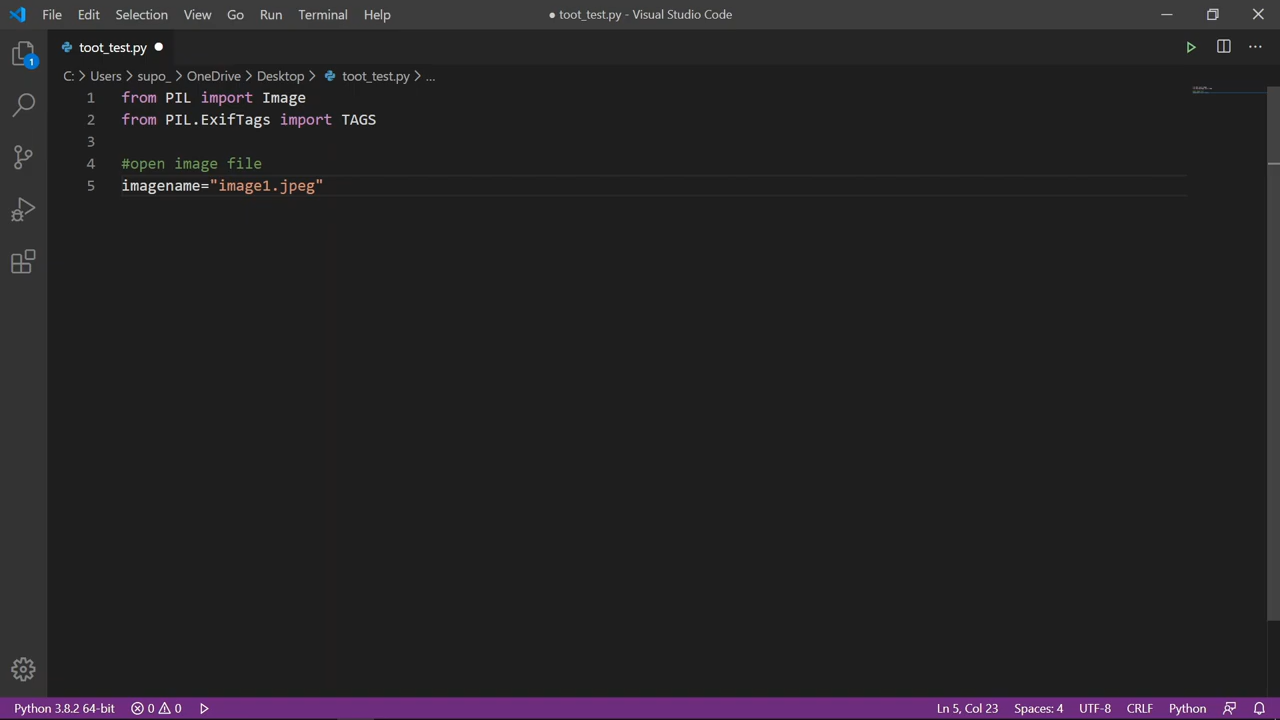 File Edit Selection View Go Run Terminal Help
● toot_test.py - Visual Studio Code
toot_test.py ●
C: > Users > supo_ > OneDrive > Desktop > toot_test.py > ...
1 from PIL import Image
2 from PIL.ExifTags import TAGS
3
4 #open image file
5 imagename="image1.jpeg"
1
Python 3.8.2 64-bit 0 0 Ln 5, Col 23 Spaces: 4 UTF-8 CRLF Python